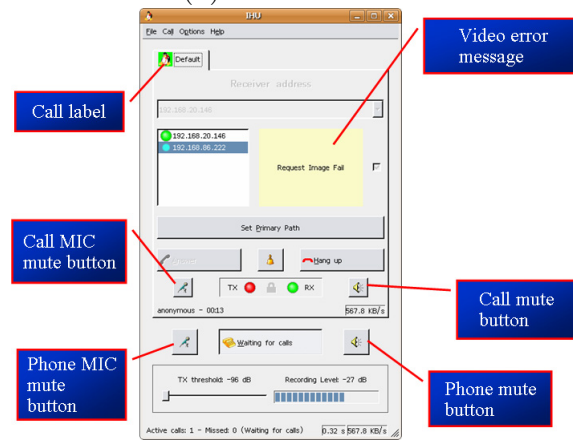 IHU
File Call Options Help
Default
Receiver address
192.168.20.146
192.168.20.146
192.168.86.222
Request Image Fail
Set Primary Path
Hang up
TX
RX
anonymous - 00:13
567.8 KB/s
Waiting for calls
TX threshold: -96 dB
Recording Level: -27 dB
Active calls: 1 - Missed: 0 (Waiting for calls)
0.32 s
567.8 KB/s
Video error
message
Call label
Call MIC
mute button
Call mute
button
Phone MIC
mute
button
Phone mute
button